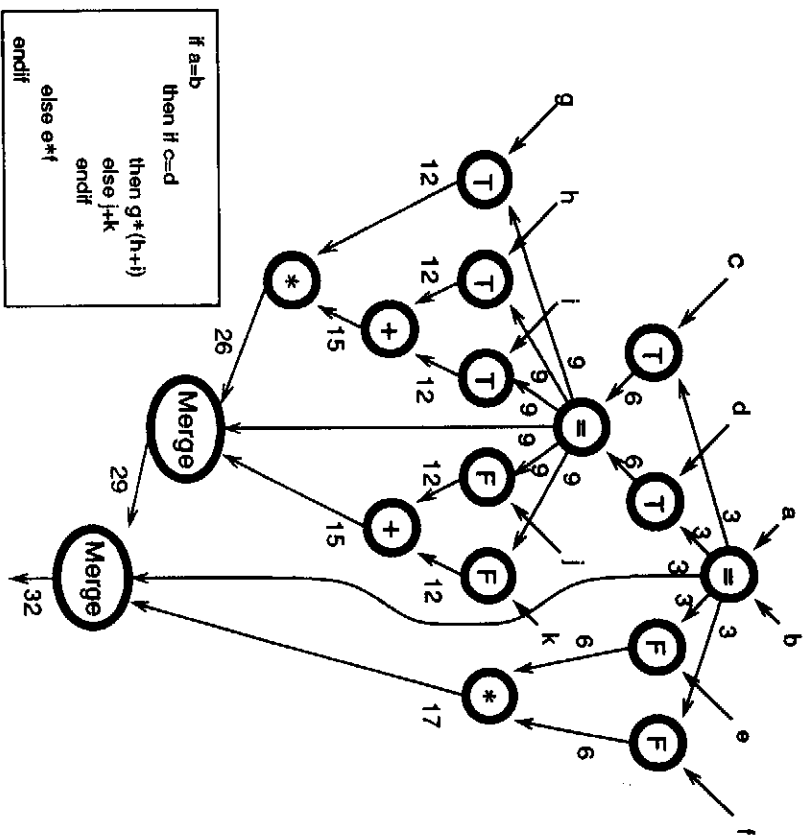 a b
=
c d e f
3 3 3 3 3
T T F F
6 6 6 6
=
g h i j k
9 9 9 9 9 9
T T T F F *
12 12 12 12 12 17
+ +
15 15
*
26
Merge
29
Merge
32
if a=b
then if c=d
then g*(h+i)
else j+k
endif
else e*f
endif